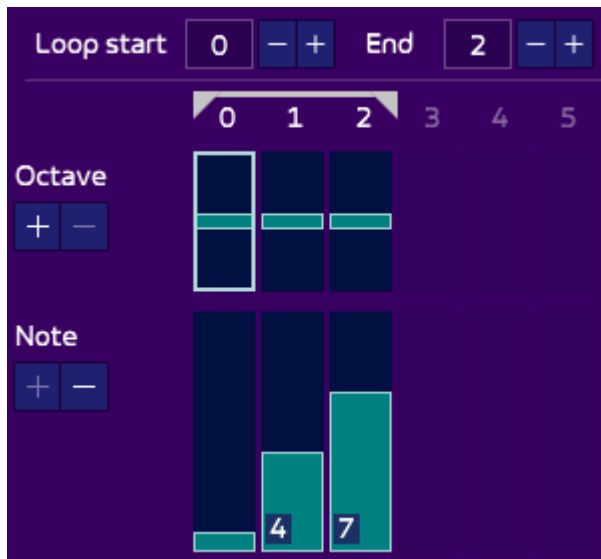 Loop start 0 − + End 2 − +
0 1 2 3 4 5
Octave
+ −
Note
+ −
4 7